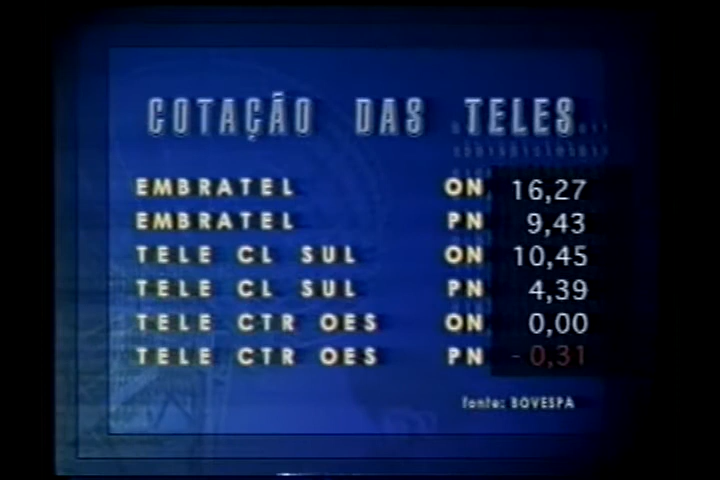 COTAÇÃO DAS TELES
EMBRATEL ON 16,27
EMBRATEL PN 9,43
TELE CL SUL ON 10,45
TELE CL SUL PN 4,39
TELE CTR OES ON 0,00
TELE CTR OES PN - 0,31
fonte: BOVESPA